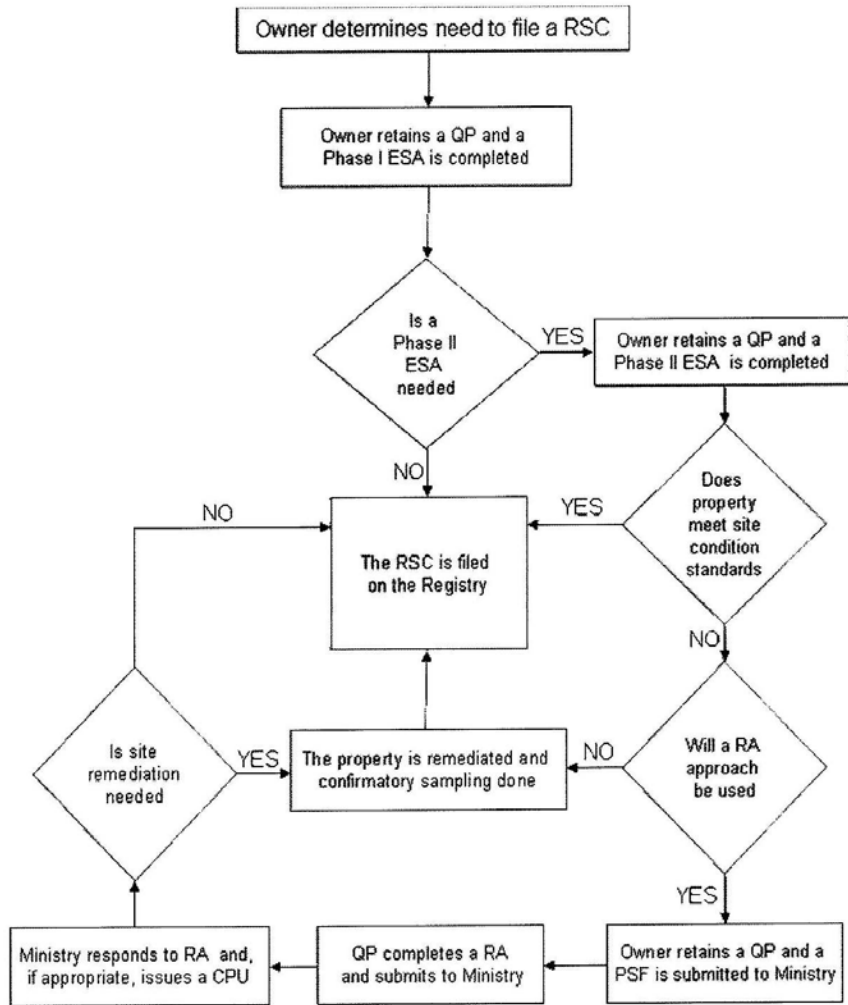 Owner determines need to file a RSC
Owner retains a QP and a
Phase I ESA is completed
Is a
Phase II
ESA
needed
YES
Owner retains a QP and a
Phase II ESA is completed
NO
Does
property
meet site
condition
standards
YES
The RSC is filed
on the Registry
NO
NO
Will a RA
approach
be used
NO
The property is remediated and
confirmatory sampling done
YES
Is site
remediation
needed
YES
Owner retains a QP and a
PSF is submitted to Ministry
QP completes a RA
and submits to Ministry
Ministry responds to RA and,
if appropriate, issues a CPU